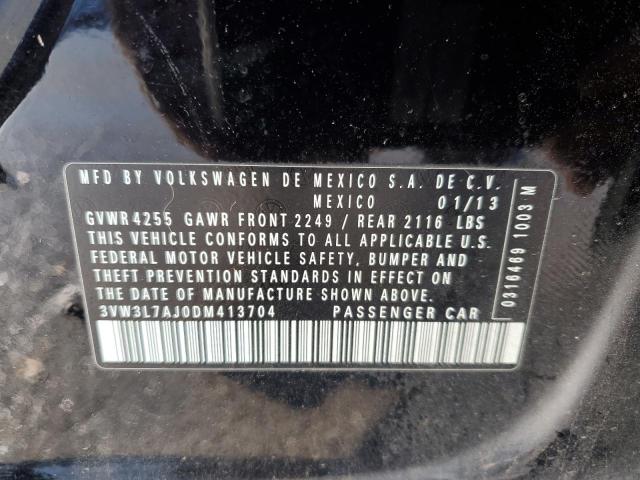 MFD BY VOLKSWAGEN DE MEXICO S.A. DE C.V.
MEXICO 01/13
GVWR 4255 GAWR FRONT 2249 / REAR 2116 LBS
THIS VEHICLE CONFORMS TO ALL APPLICABLE U.S.
FEDERAL MOTOR VEHICLE SAFETY, BUMPER AND
THEFT PREVENTION STANDARDS IN EFFECT ON
THE DATE OF MANUFACTURE SHOWN ABOVE.
3VW3L7AJ0DM413704 PASSENGER CAR
0316469 1003 M